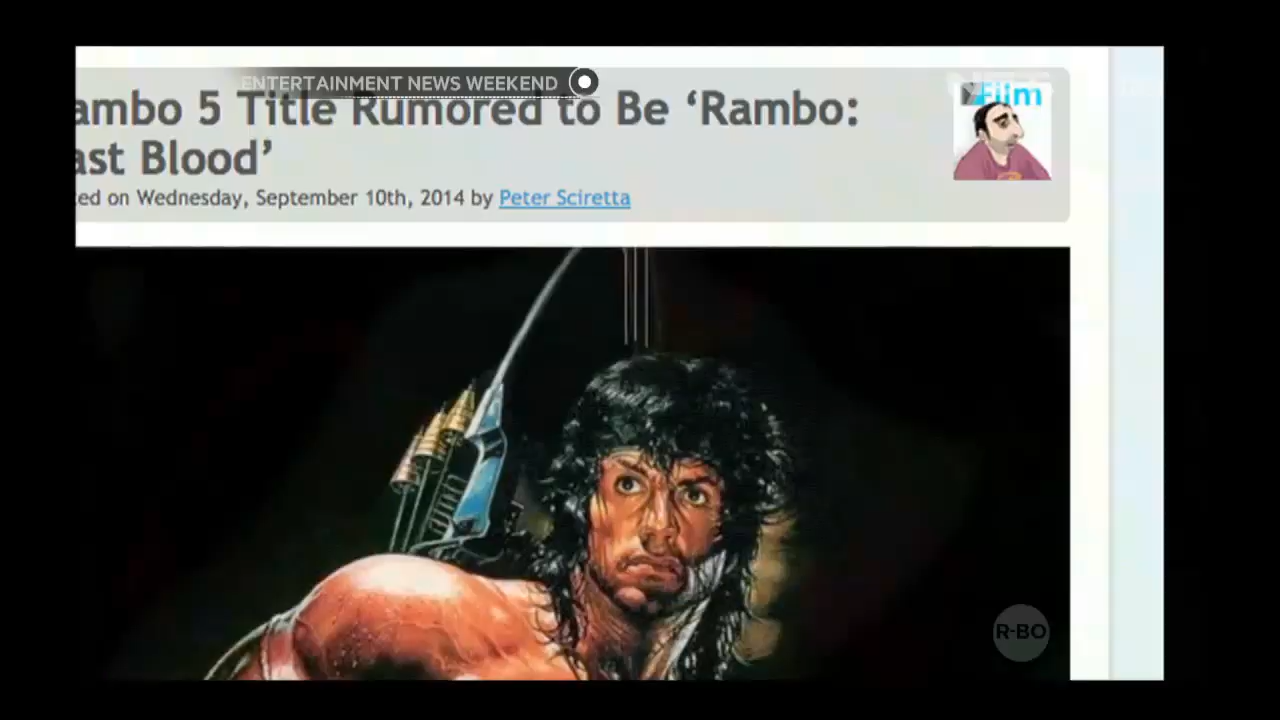 ENTERTAINMENT NEWS WEEKEND
ambo 5 Title Rumored to Be ‘Rambo:
ast Blood’
ed on Wednesday, September 10th, 2014 by Peter Sciretta
Film
R-BO